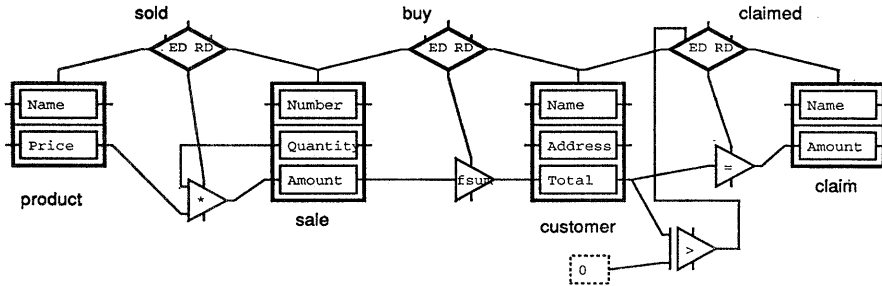 sold buy claimed
ED RD ED RD ED RD
Name Number Name Name
Price Quantity Address Amount
Amount Total
* fsum =
product sale customer claim
0 >